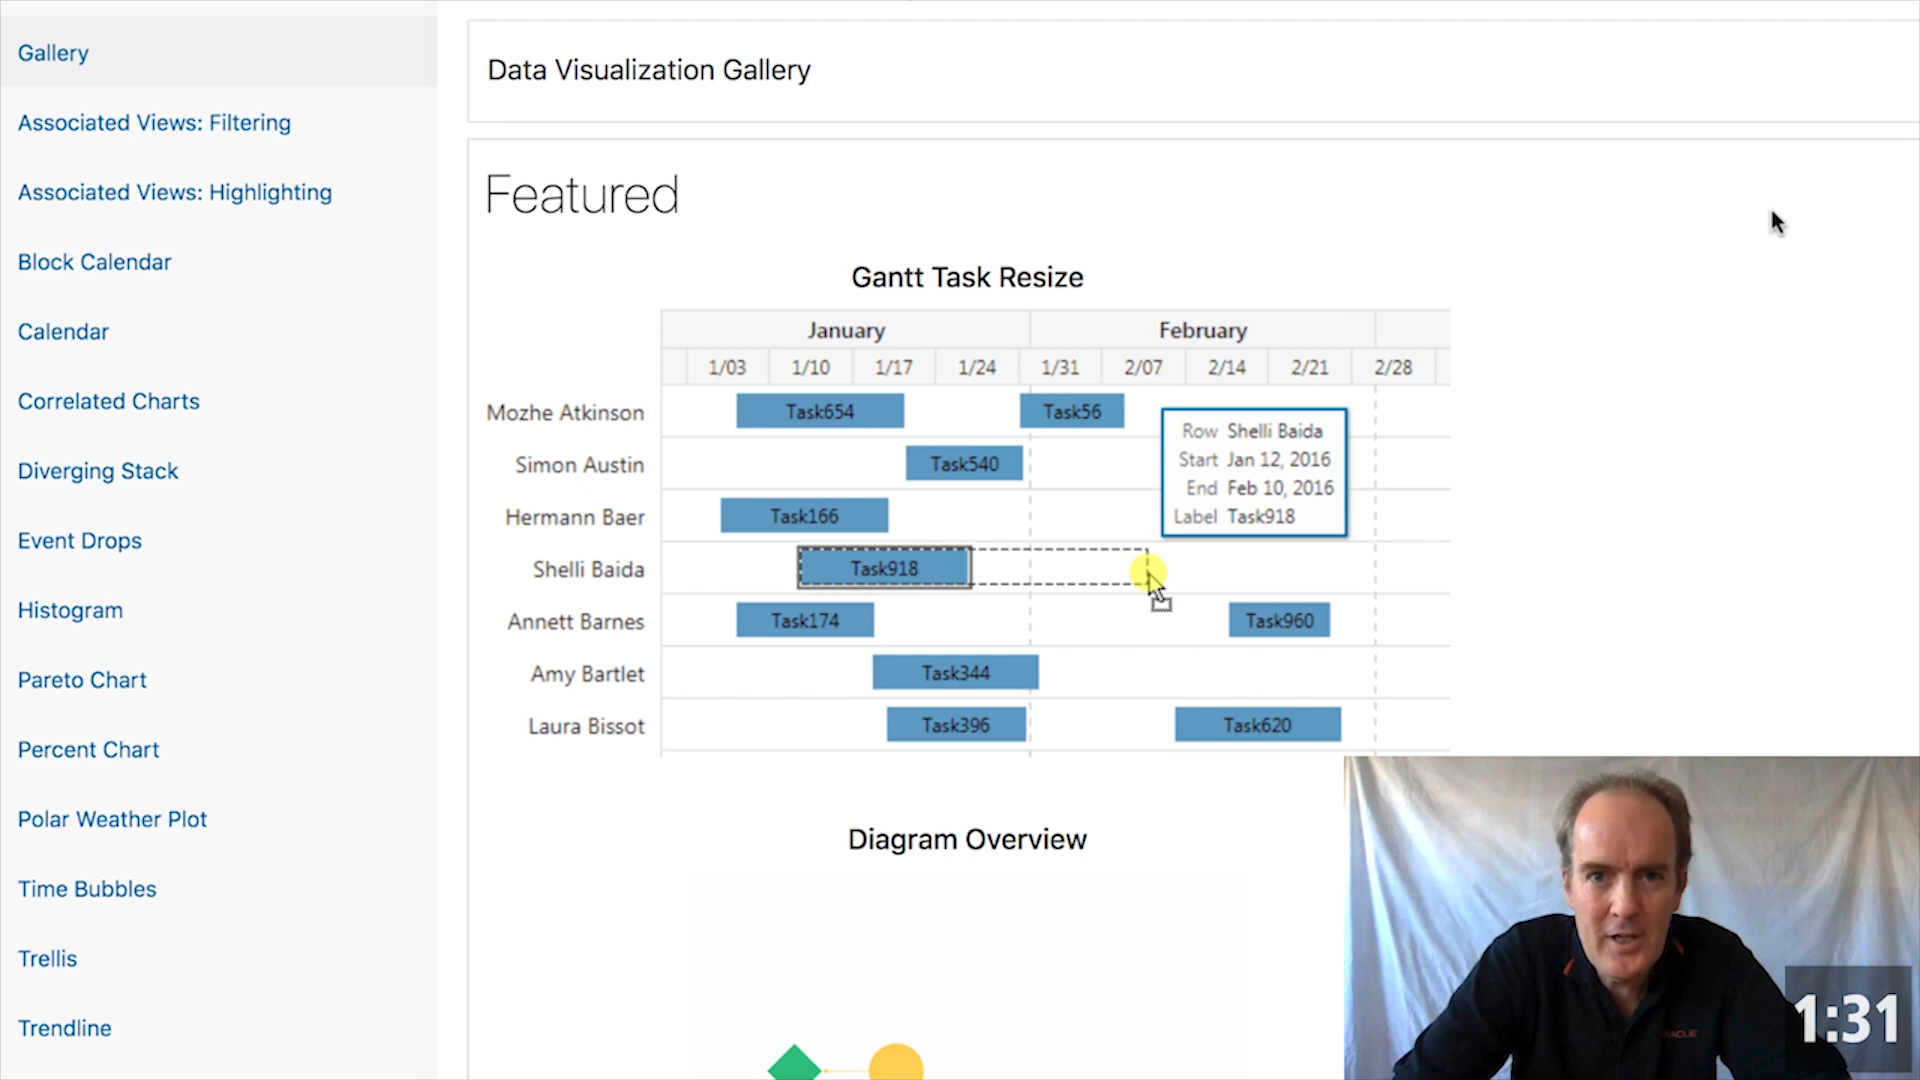 Gallery
Associated Views: Filtering
Associated Views: Highlighting
Block Calendar
Calendar
Correlated Charts
Diverging Stack
Event Drops
Histogram
Pareto Chart
Percent Chart
Polar Weather Plot
Time Bubbles
Trellis
Trendline
Data Visualization Gallery
Featured
Gantt Task Resize
January February
1/03 1/10 1/17 1/24 1/31 2/07 2/14 2/21 2/28
Mozhe Atkinson Task654 Task56
Simon Austin Task540
Hermann Baer Task166
Shelli Baida Task918
Annett Barnes Task174 Task960
Amy Bartlet Task344
Laura Bissot Task396 Task620
Row Shelli Baida
Start Jan 12, 2016
End Feb 10, 2016
Label Task918
Diagram Overview
1:31